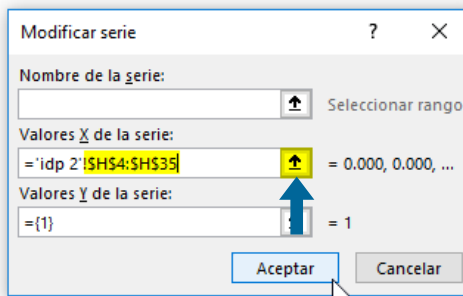 Modificar serie ? ×
Nombre de la serie:
Seleccionar rango
Valores X de la serie:
='idp 2'!$H$4:$H$35 = 0.000, 0.000, ...
Valores Y de la serie:
={1} = 1
Aceptar Cancelar